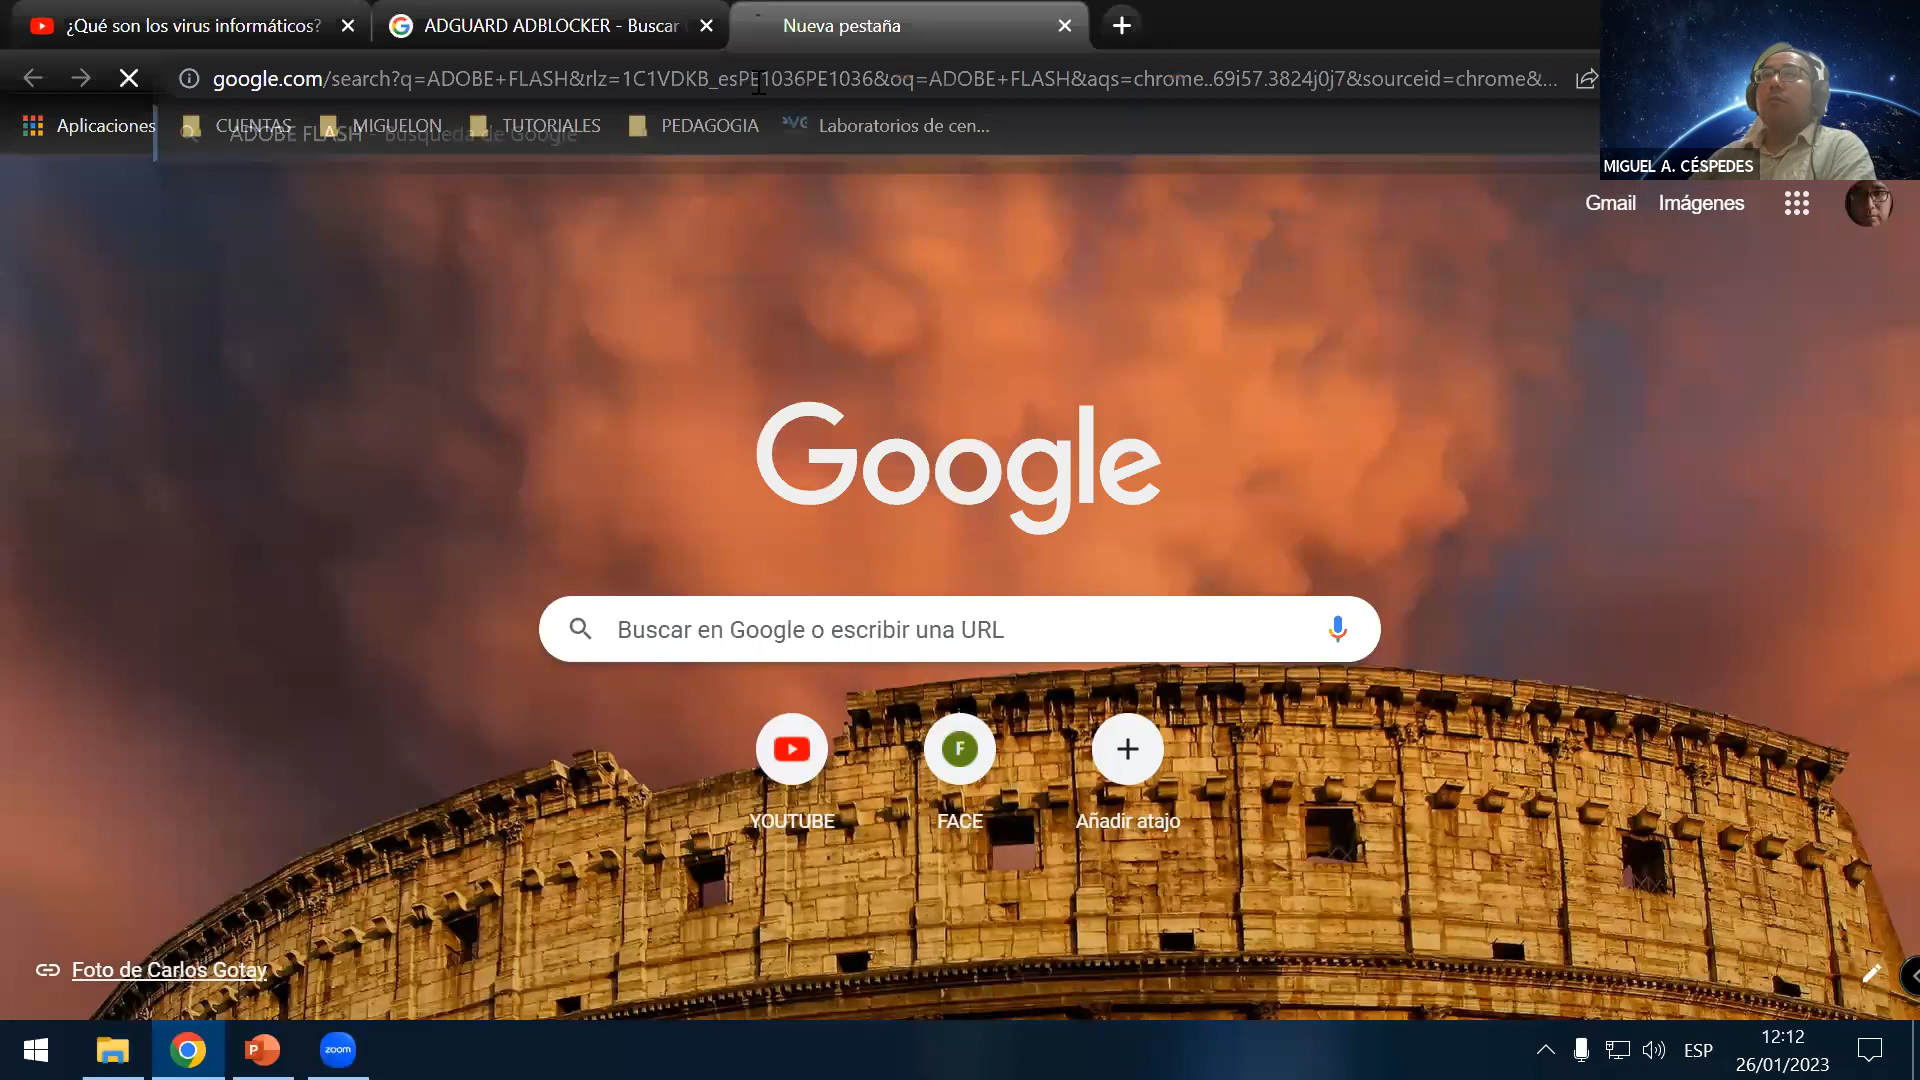 ¿Qué son los virus informáticos?
ADGUARD ADBLOCKER - Buscar
Nueva pestaña
google.com/search?q=ADOBE+FLASH&rlz=1C1VDKB_esPE1036PE1036&oq=ADOBE+FLASH&aqs=chrome..69i57.3824j0j7&sourceid=chrome&...
Aplicaciones
CUENTAS
MIGUELON
TUTORIALES
PEDAGOGIA
Laboratorios de cen...
ADOBE FLASH - Búsqueda de Google
MIGUEL A. CÉSPEDES
Gmail
Imágenes
Google
Buscar en Google o escribir una URL
F
YOUTUBE
FACE
Añadir atajo
Foto de Carlos Gotay
P
zoom
ESP
12:12
26/01/2023